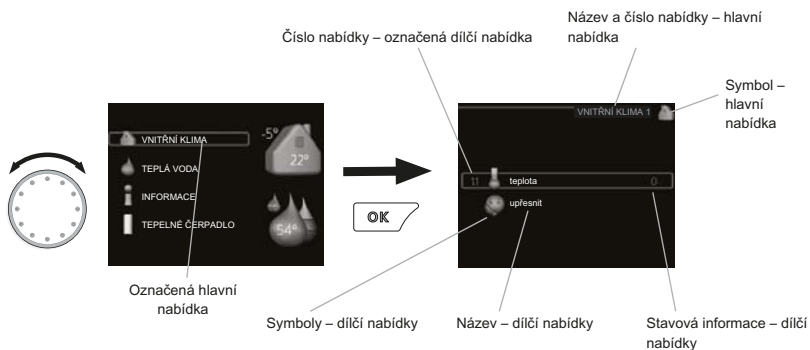 Název a číslo nabídky – hlavní
nabídka
Číslo nabídky – označená dílčí nabídka
Symbol –
hlavní
nabídka
VNITŘNÍ KLIMA
-5°
22°
TEPLÁ VODA
INFORMACE
TEPELNÉ ČERPADLO
54°
OK
VNITŘNÍ KLIMA 1
11 teplota 0
upřesnit
Označená hlavní
nabídka
Symboly – dílčí nabídky
Název – dílčí nabídky
Stavová informace – dílčí
nabídky